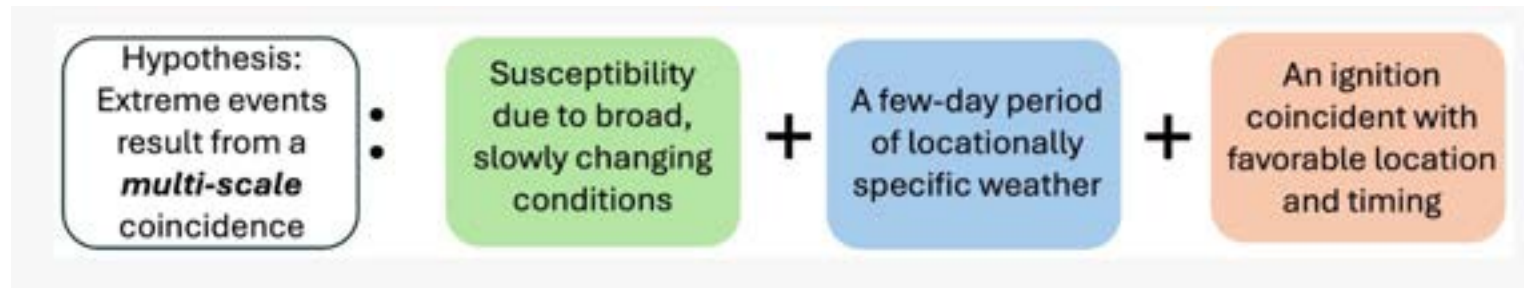 Hypothesis:
Extreme events
result from a
multi-scale
coincidence
:
Susceptibility
due to broad,
slowly changing
conditions
+
A few-day period
of locationally
specific weather
+
An ignition
coincident with
favorable location
and timing